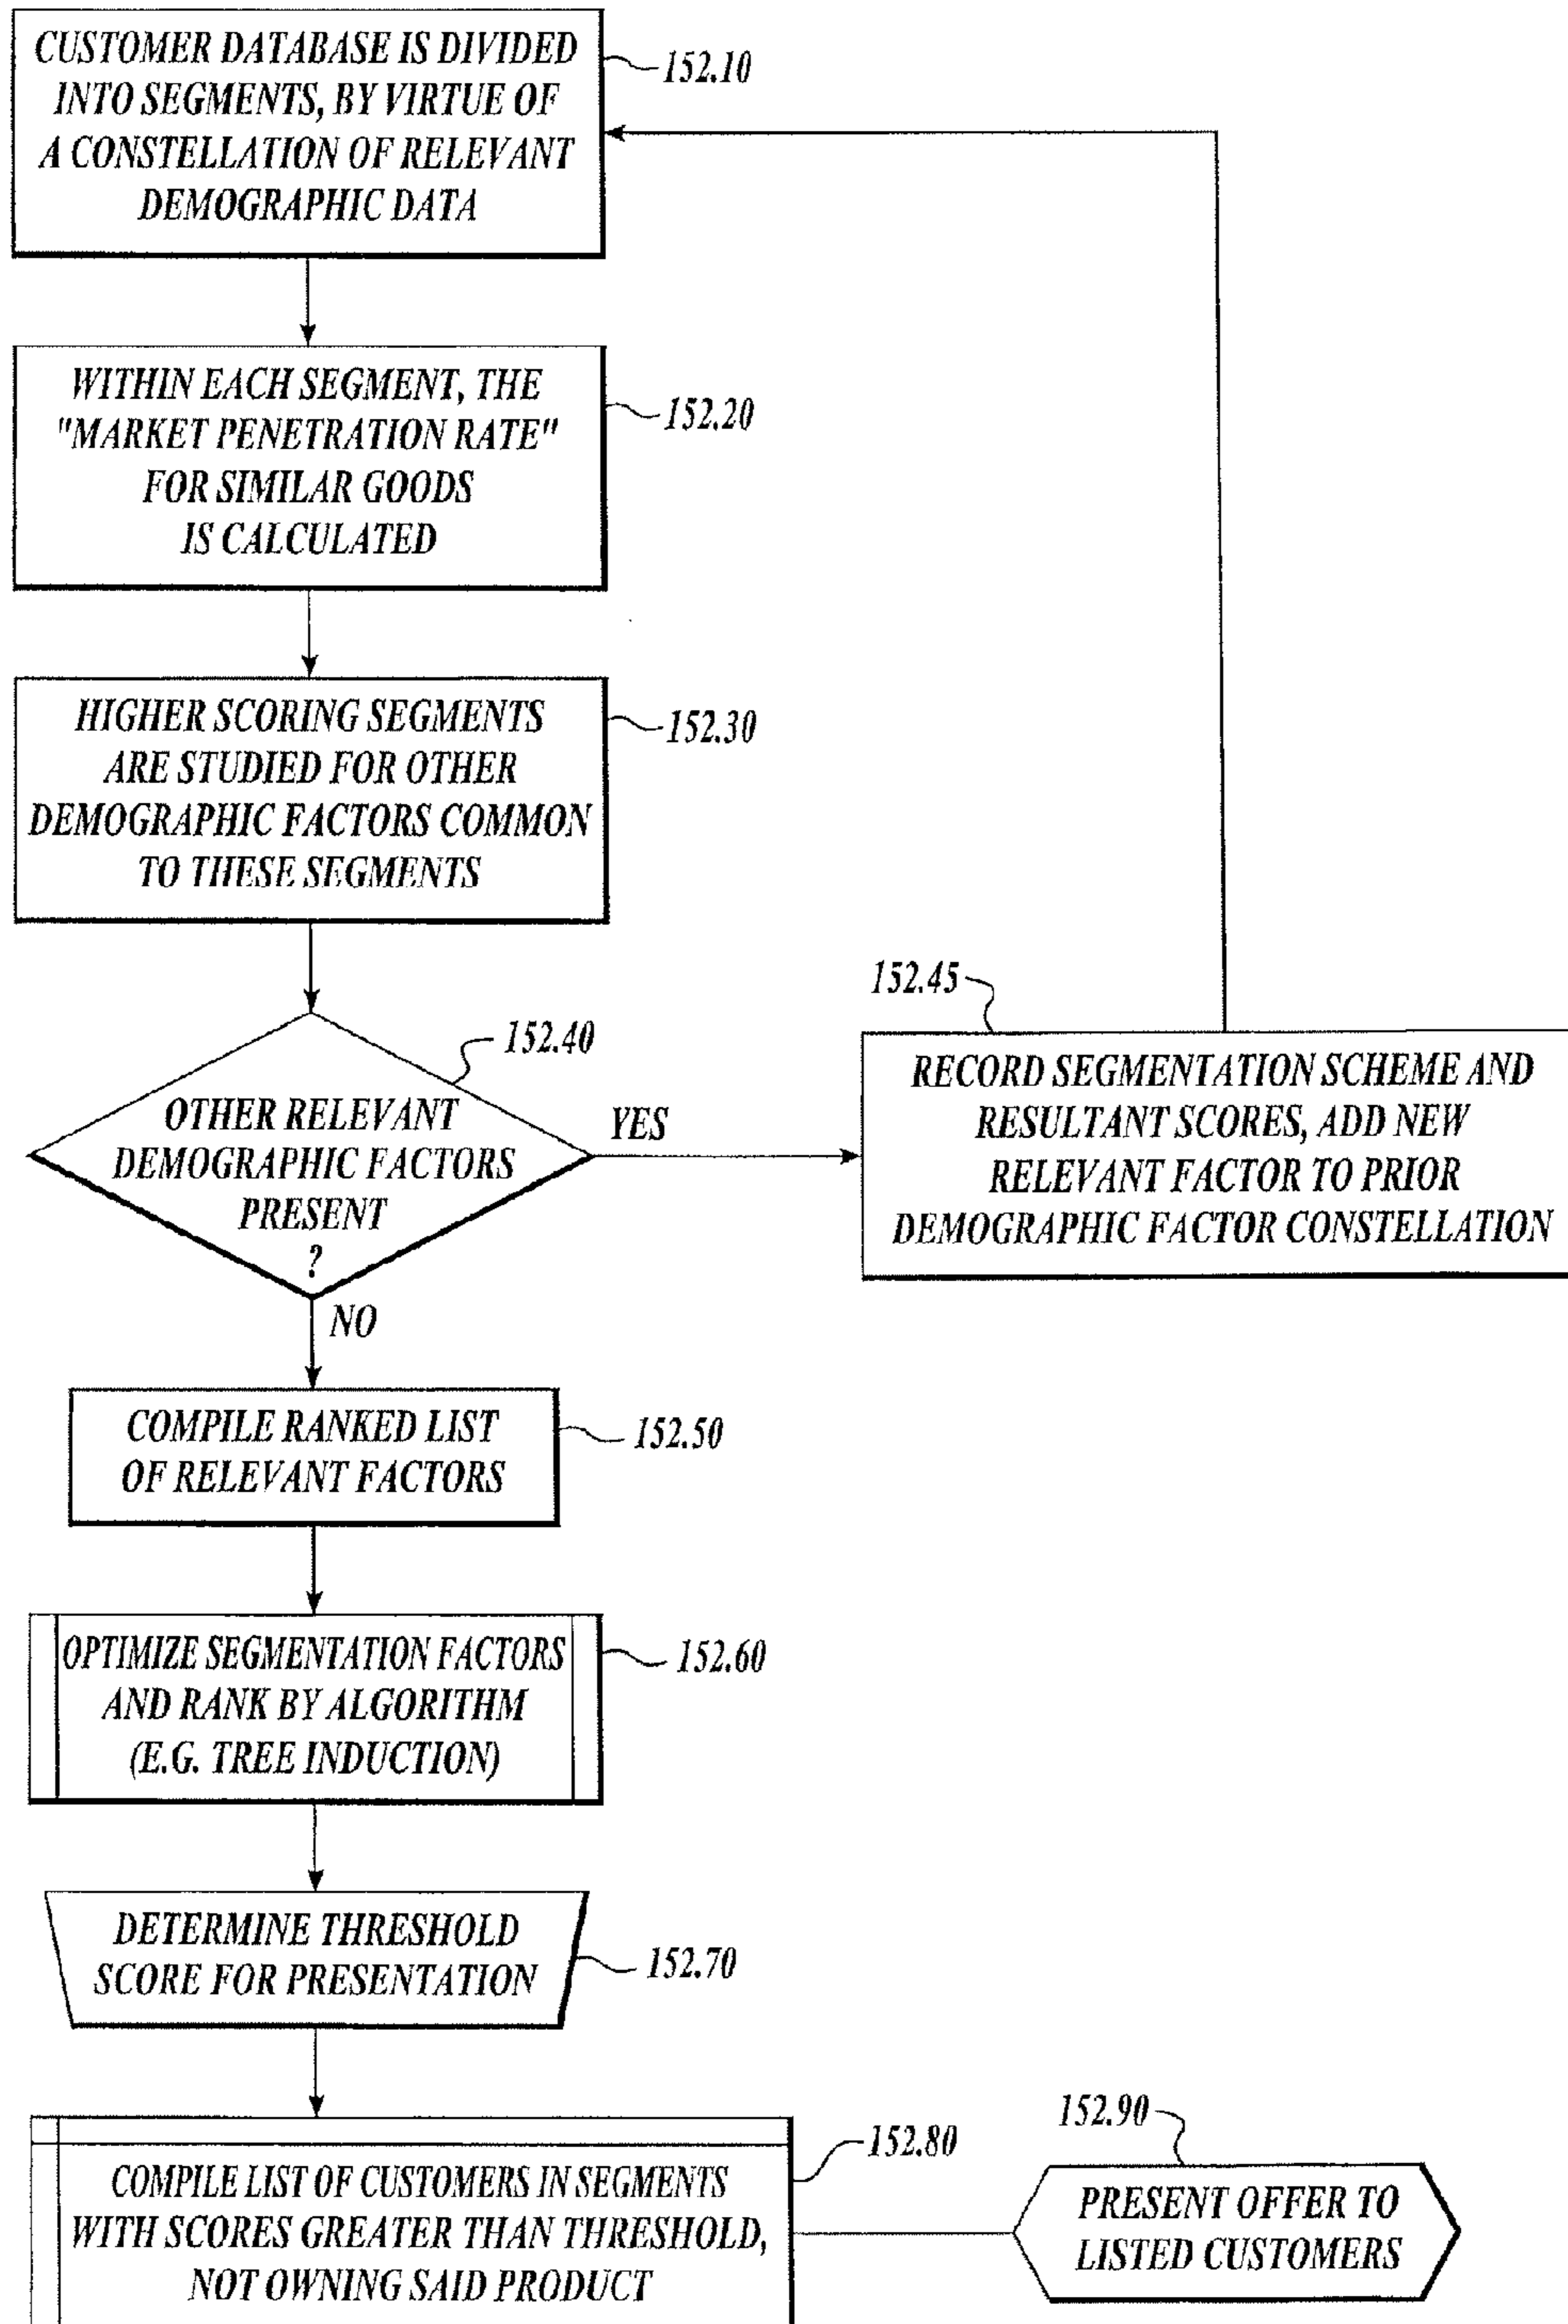 CUSTOMER DATABASE IS DIVIDED
INTO SEGMENTS, BY VIRTUE OF
A CONSTELLATION OF RELEVANT
DEMOGRAPHIC DATA
152.10
WITHIN EACH SEGMENT, THE
"MARKET PENETRATION RATE"
FOR SIMILAR GOODS
IS CALCULATED
152.20
HIGHER SCORING SEGMENTS
ARE STUDIED FOR OTHER
DEMOGRAPHIC FACTORS COMMON
TO THESE SEGMENTS
152.30
OTHER RELEVANT
DEMOGRAPHIC FACTORS
PRESENT
?
152.40
YES
152.45
RECORD SEGMENTATION SCHEME AND
RESULTANT SCORES, ADD NEW
RELEVANT FACTOR TO PRIOR
DEMOGRAPHIC FACTOR CONSTELLATION
NO
COMPILE RANKED LIST
OF RELEVANT FACTORS
152.50
OPTIMIZE SEGMENTATION FACTORS
AND RANK BY ALGORITHM
(E.G. TREE INDUCTION)
152.60
DETERMINE THRESHOLD
SCORE FOR PRESENTATION
152.70
COMPILE LIST OF CUSTOMERS IN SEGMENTS
WITH SCORES GREATER THAN THRESHOLD,
NOT OWNING SAID PRODUCT
152.80
152.90
PRESENT OFFER TO
LISTED CUSTOMERS